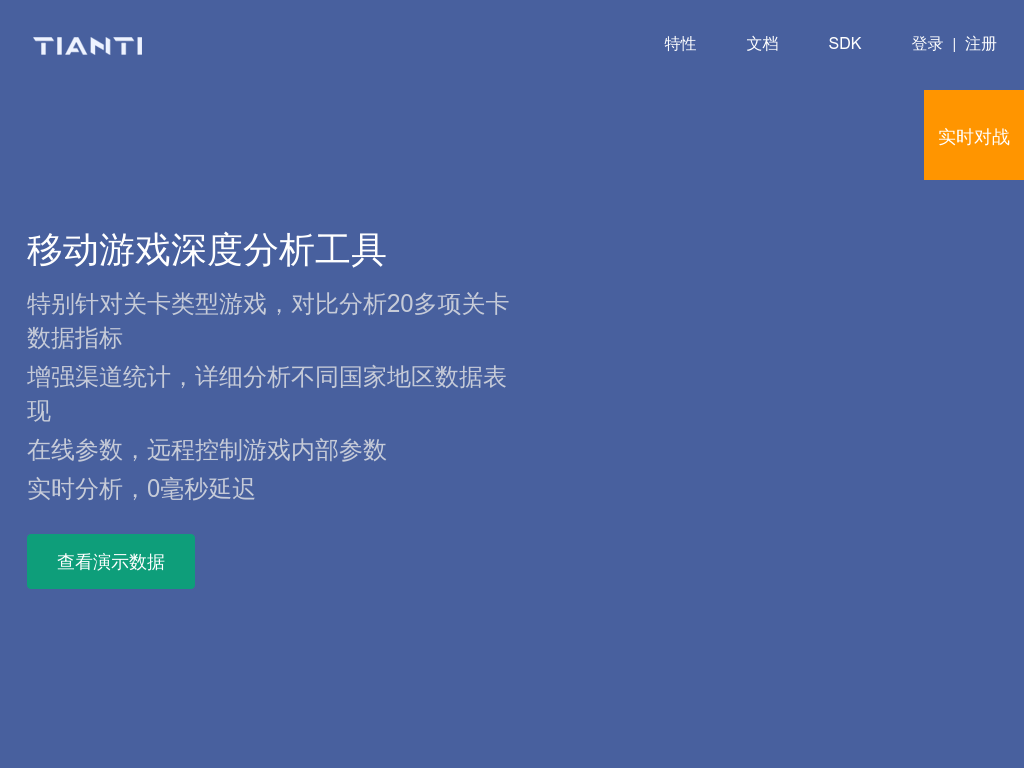 TIANTI
特性 文档 SDK 登录 | 注册
实时对战
移动游戏深度分析工具
特别针对关卡类型游戏，对比分析20多项关卡
数据指标
增强渠道统计，详细分析不同国家地区数据表
现
在线参数，远程控制游戏内部参数
实时分析，0毫秒延迟
查看演示数据